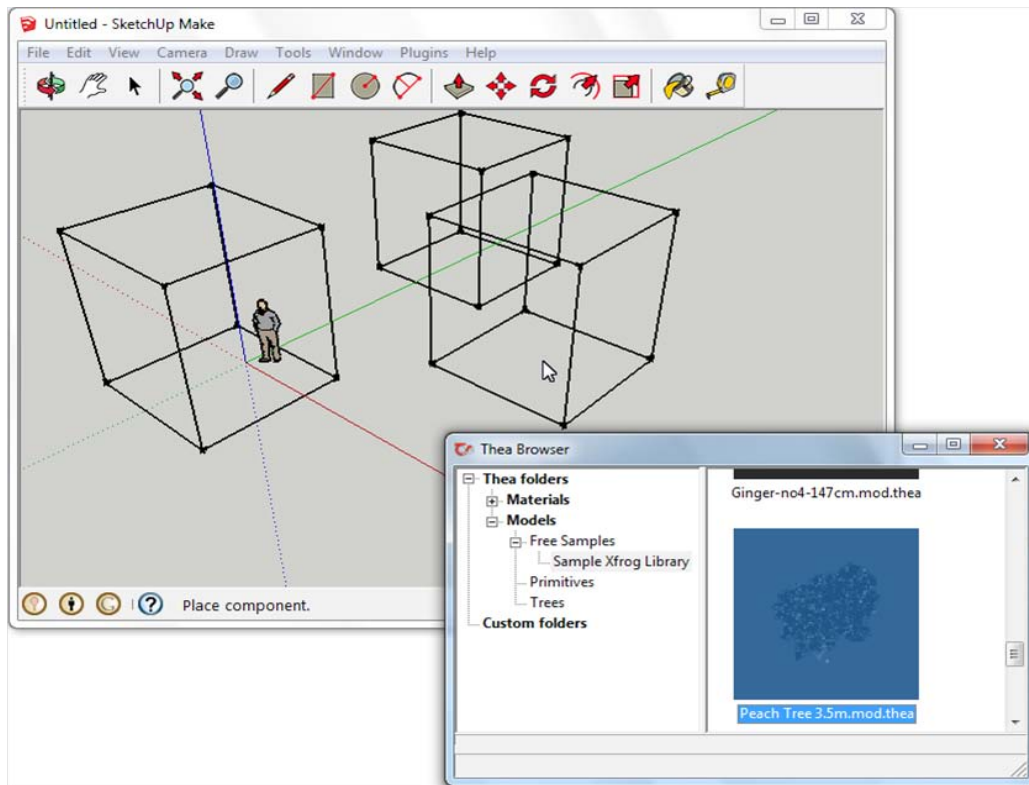 Untitled - SketchUp Make
File Edit View Camera Draw Tools Window Plugins Help
Place component.
Thea Browser
Thea folders
Materials
Models
Free Samples
Sample Xfrog Library
Primitives
Trees
Custom folders
Ginger-no4-147cm.mod.thea
Peach Tree 3.5m.mod.thea